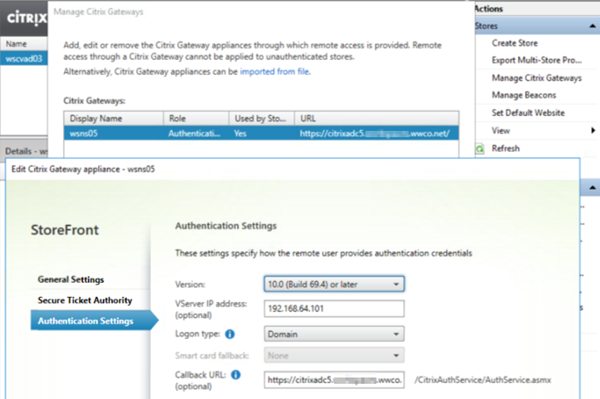 CİTRIX
Manage Citrix Gateways
Actions
Stores
Name
wscvad03
Add, edit or remove the Citrix Gateway appliances through which remote access is provided. Remote
access through a Citrix Gateway cannot be applied to unauthenticated stores.
Alternatively, Citrix Gateway appliances can be imported from file.
Create Store
Export Multi-Store Pro...
Manage Citrix Gateways
Manage Beacons
Set Default Website
View
Refresh
Citrix Gateways:
Display Name Role Used by Sto... URL
wsns05 Authenticati... Yes https://citrixadc5. .wwco.net/
Details - ws
Edit Citrix Gateway appliance - wsns05
StoreFront
General Settings
Secure Ticket Authority
Authentication Settings
Authentication Settings
These settings specify how the remote user provides authentication credentials
Version: 10.0 (Build 69.4) or later
VServer IP address: 192.168.64.101
(optional)
Logon type: Domain
Smart card fallback: None
Callback URL: https://citrixadc5. .wwco. /CitrixAuthService/AuthService.asmx
(optional)